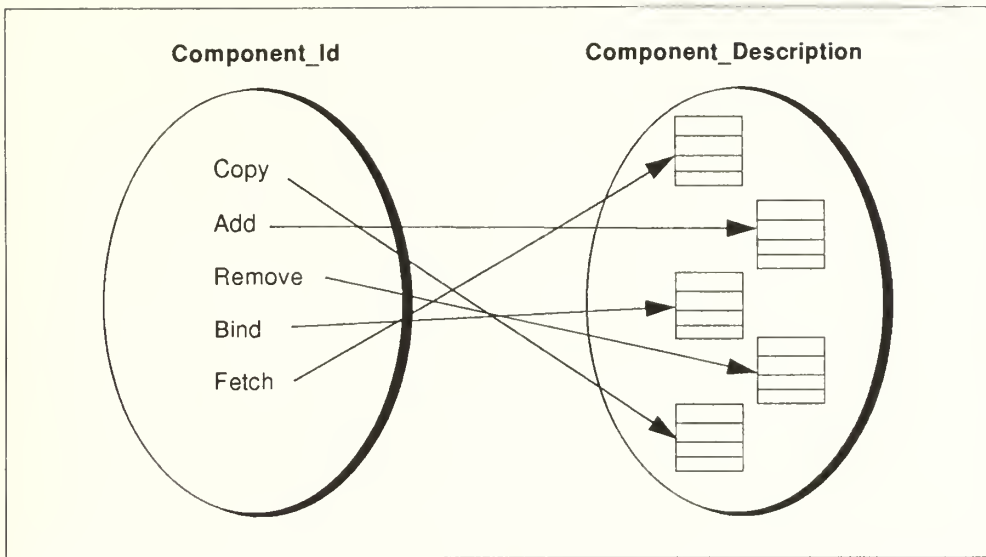 Component_Id
Component_Description
Copy
Add
Remove
Bind
Fetch